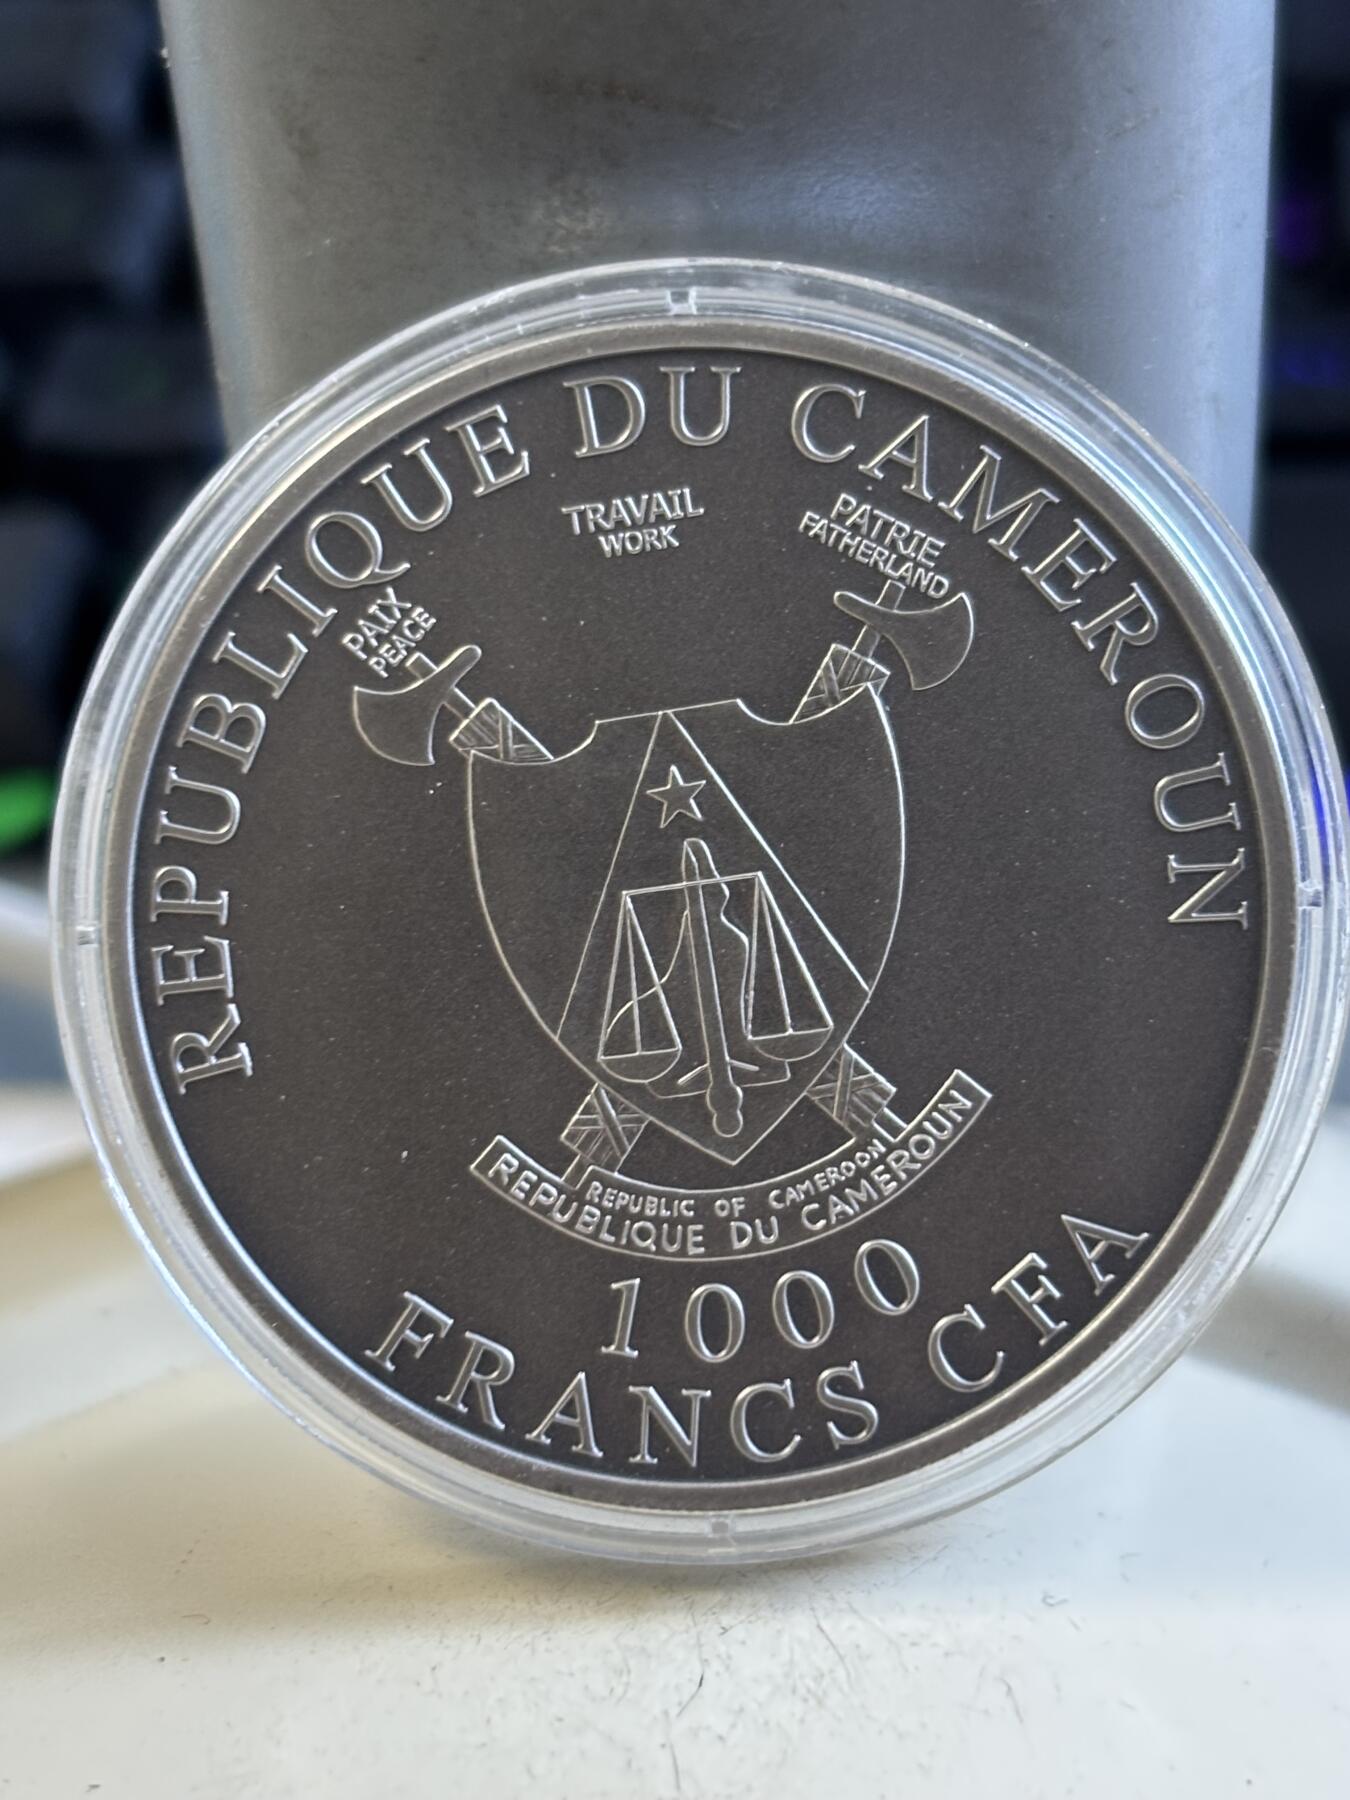 REPUBLIQUE DU CAMEROUN
TRAVAIL
WORK
PATRIE
FATHERLAND
PAIX
PEACE
REPUBLIC OF CAMEROON
REPUBLIQUE DU CAMEROUN
1000
FRANCS CFA